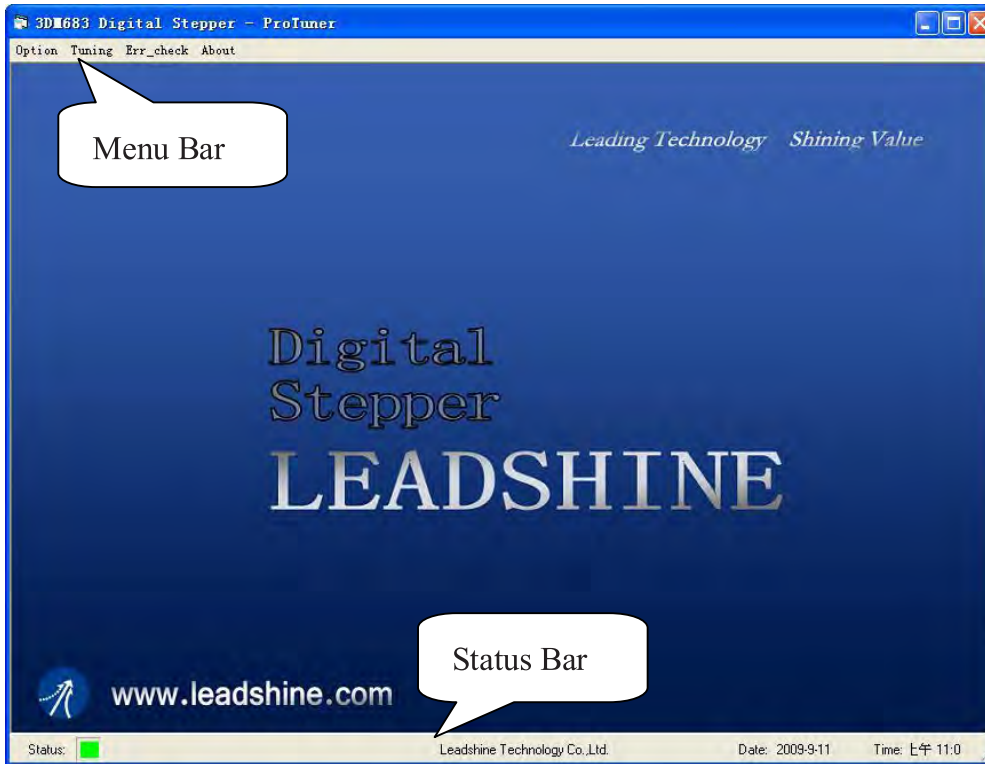 3DM683 Digital Stepper - ProTuner
Option Tuning Err_check About
Menu Bar
Leading Technology Shining Value
Digital
Stepper
LEADSHINE
Status Bar
www.leadshine.com
Status: Leadshine Technology Co.,Ltd. Date: 2009-9-11 Time: 上午 11:0